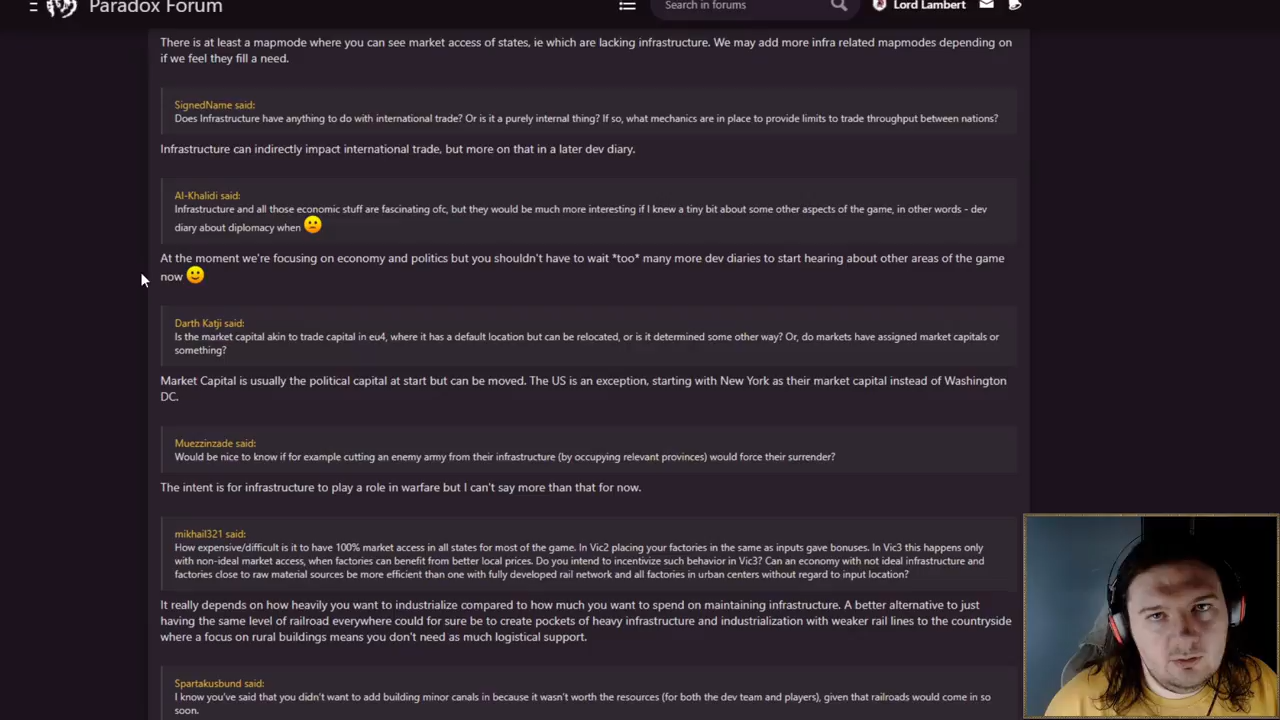 Paradox Forum
Search in forums
Lord Lambert
There is at least a mapmode where you can see market access of states, ie which are lacking infrastructure. We may add more infra related mapmodes depending on
if we feel they fill a need.
SignedName said:
Does Infrastructure have anything to do with international trade? Or is it a purely internal thing? If so, what mechanics are in place to provide limits to trade throughput between nations?
Infrastructure can indirectly impact international trade, but more on that in a later dev diary.
Al-Khalidi said:
Infrastructure and all those economic stuff are fascinating ofc, but they would be much more interesting if I knew a tiny bit about some other aspects of the game, in other words - dev
diary about diplomacy when
At the moment we're focusing on economy and politics but you shouldn't have to wait *too* many more dev diaries to start hearing about other areas of the game
now
Darth Katji said:
Is the market capital akin to trade capital in eu4, where it has a default location but can be relocated, or is it determined some other way? Or, do markets have assigned market capitals or
something?
Market Capital is usually the political capital at start but can be moved. The US is an exception, starting with New York as their market capital instead of Washington
DC.
Muezzinzade said:
Would be nice to know if for example cutting an enemy army from their infrastructure (by occupying relevant provinces) would force their surrender?
The intent is for infrastructure to play a role in warfare but I can't say more than that for now.
mikhail321 said:
How expensive/difficult is it to have 100% market access in all states for most of the game. In Vic2 placing your factories in the same as inputs gave bonuses. In Vic3 this happens only
with non-ideal market access, when factories can benefit from better local prices. Do you intend to incentivize such behavior in Vic3? Can an economy with not ideal infrastructure and
factories close to raw material sources be more efficient than one with fully developed rail network and all factories in urban centers without regard to input location?
It really depends on how heavily you want to industrialize compared to how much you want to spend on maintaining infrastructure. A better alternative to just
having the same level of railroad everywhere could for sure be to create pockets of heavy infrastructure and industrialization with weaker rail lines to the countryside
where a focus on rural buildings means you don't need as much logistical support.
Spartakusbund said:
I know you've said that you didn't want to add building minor canals in because it wasn't worth the resources (for both the dev team and players), given that railroads would come in so
soon.